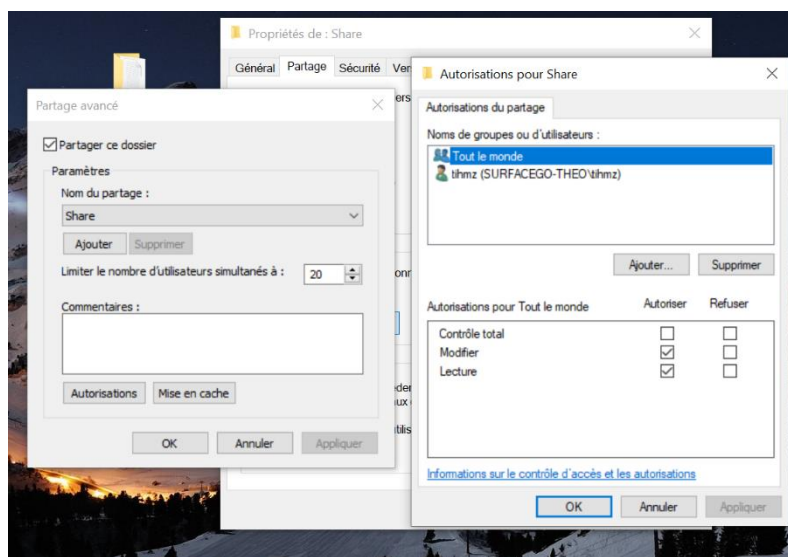 Propriétés de : Share
Général Partage Sécurité
Partage avancé
Partager ce dossier
Paramètres
Nom du partage :
Share
Ajouter Supprimer
Limiter le nombre d'utilisateurs simultanés à : 20
Commentaires :
Autorisations Mise en cache
OK Annuler Appliquer
Autorisations pour Share
Autorisations du partage
Noms de groupes ou d'utilisateurs :
Tout le monde
tihmz (SURFACEGO-THEO\tihmz)
Ajouter... Supprimer
Autorisations pour Tout le monde Autoriser Refuser
Contrôle total
Modifier
Lecture
Informations sur le contrôle d'accès et les autorisations
OK Annuler Appliquer